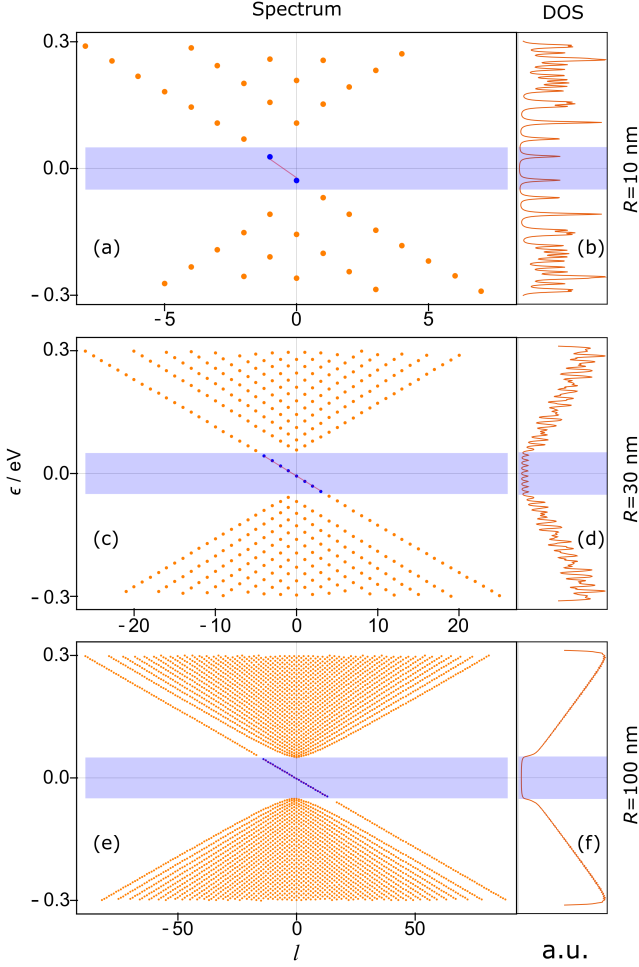 Spectrum DOS
0.3
0.0
-0.3
(a) (b)
R=10 nm
-5 0 5
0.3
0.0
-0.3
ϵ / eV
(c) (d)
R=30 nm
-20 -10 0 10 20
0.3
0.0
-0.3
(e) (f)
R=100 nm
-50 0 50
l a.u.